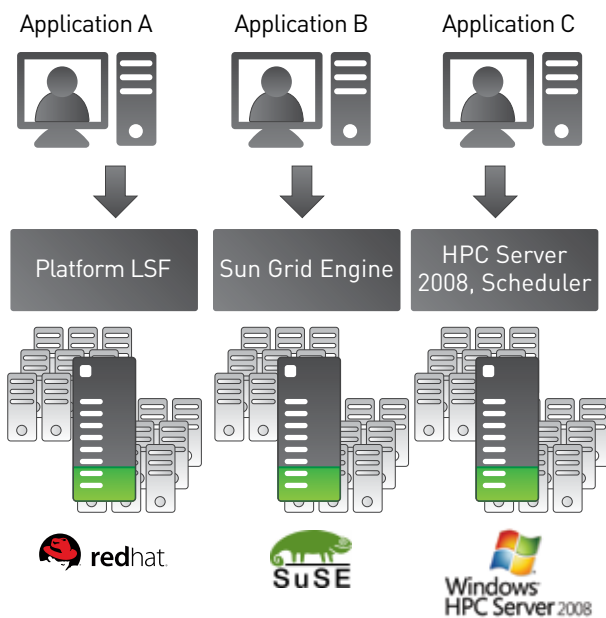 Application A
Application B
Application C
Platform LSF
Sun Grid Engine
HPC Server
2008, Scheduler
redhat.
SuSE
Windows
HPC Server 2008